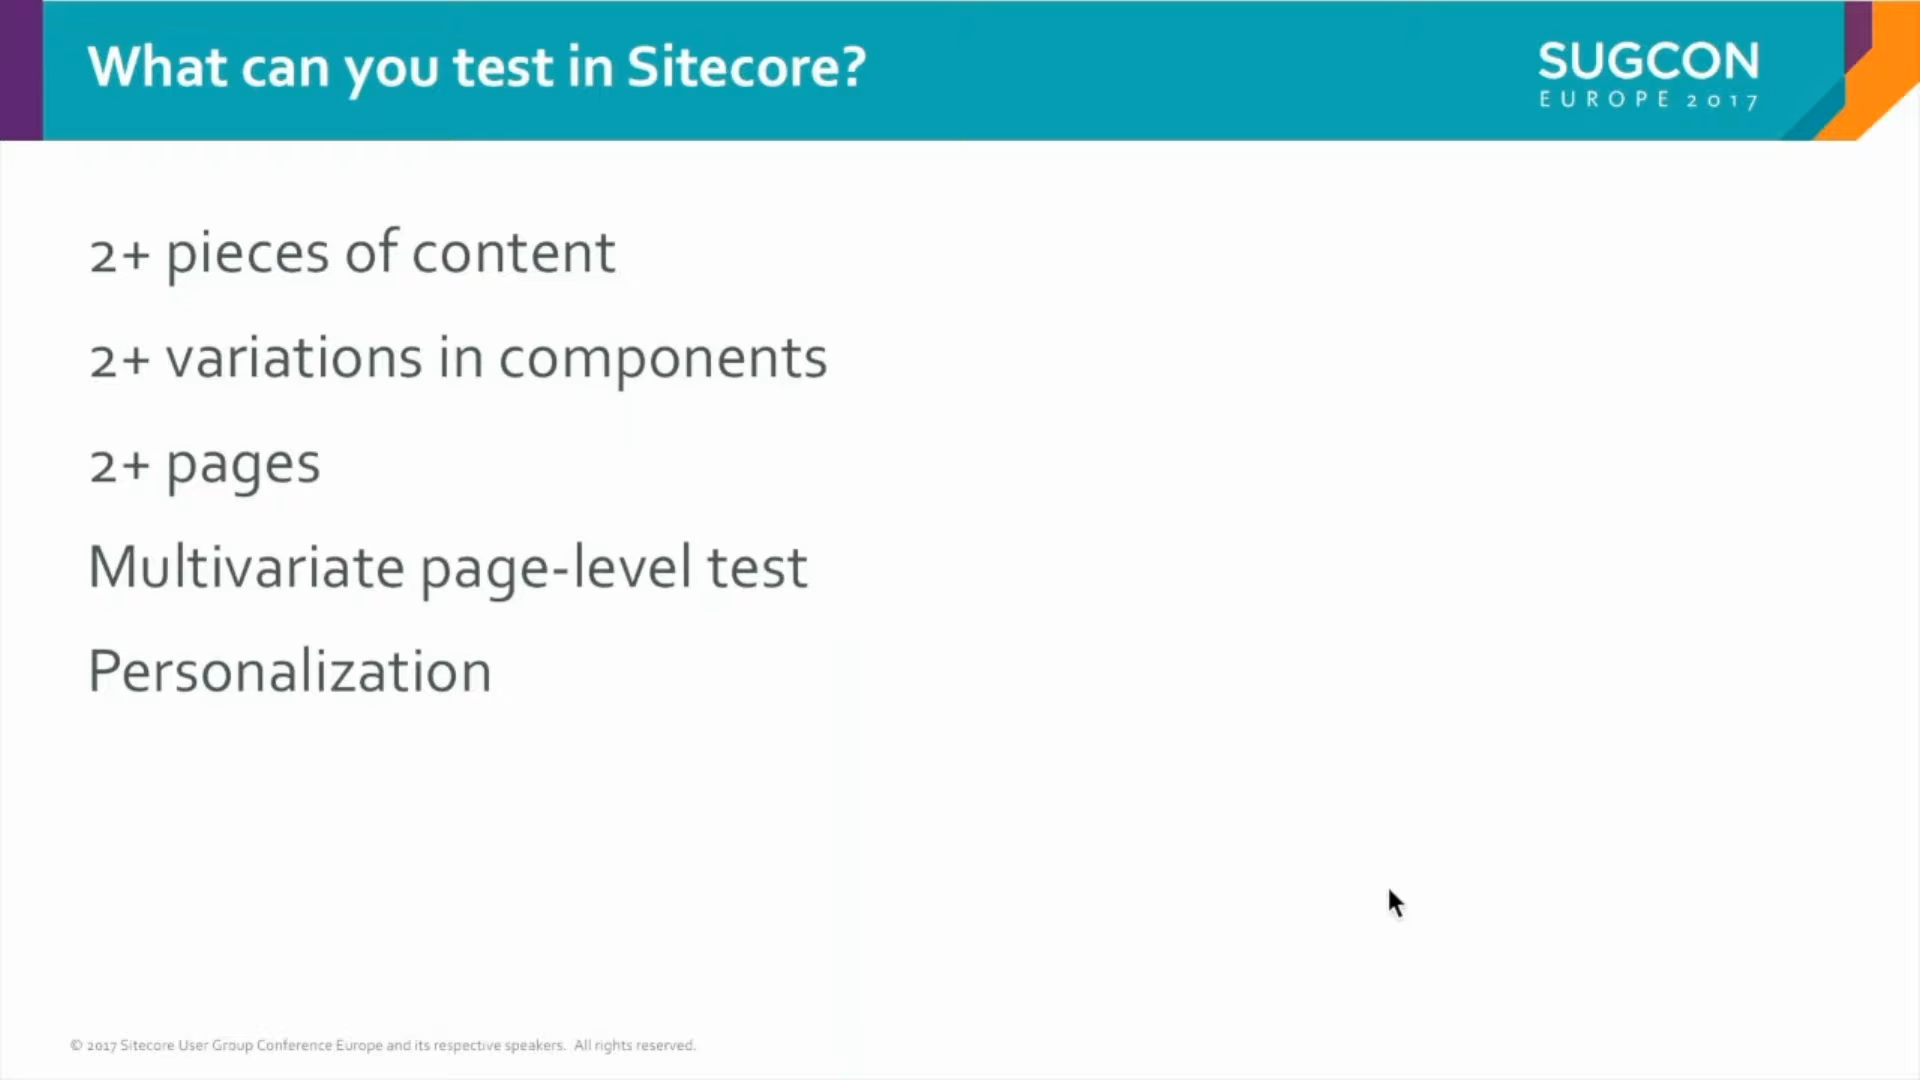 What can you test in Sitecore?
SUGCON
EUROPE 2017
2+ pieces of content
2+ variations in components
2+ pages
Multivariate page-level test
Personalization
© 2017 Sitecore User Group Conference Europe and its respective speakers. All rights reserved.